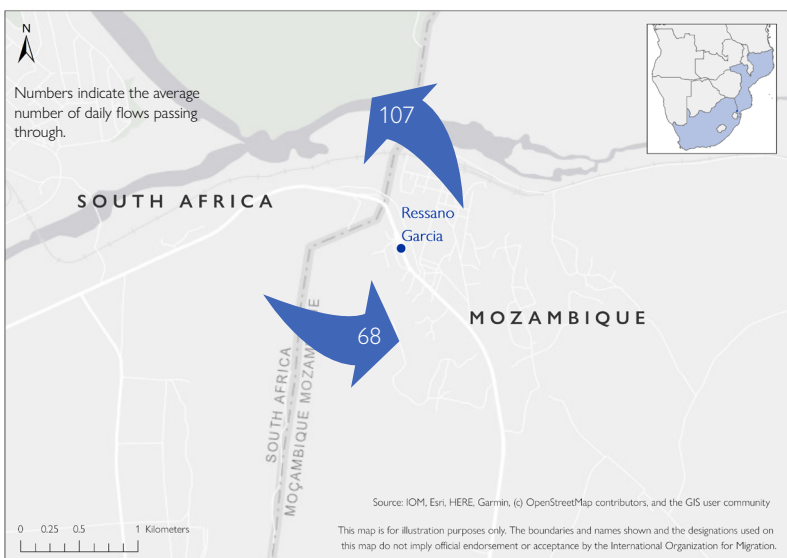 N
Numbers indicate the average
number of daily flows passing
through.
107
SOUTH AFRICA
Ressano
Garcia
MOZAMBIQUE
68
SOUTH AFRICA
MOÇAMBIQUE MOZAMBIQUE
Source: IOM, Esri, HERE, Garmin, (c) OpenStreetMap contributors, and the GIS user community
0 0.25 0.5 1 Kilometers
This map is for illustration purposes only. The boundaries and names shown and the designations used on
this map do not imply official endorsement or acceptance by the International Organization for Migration.